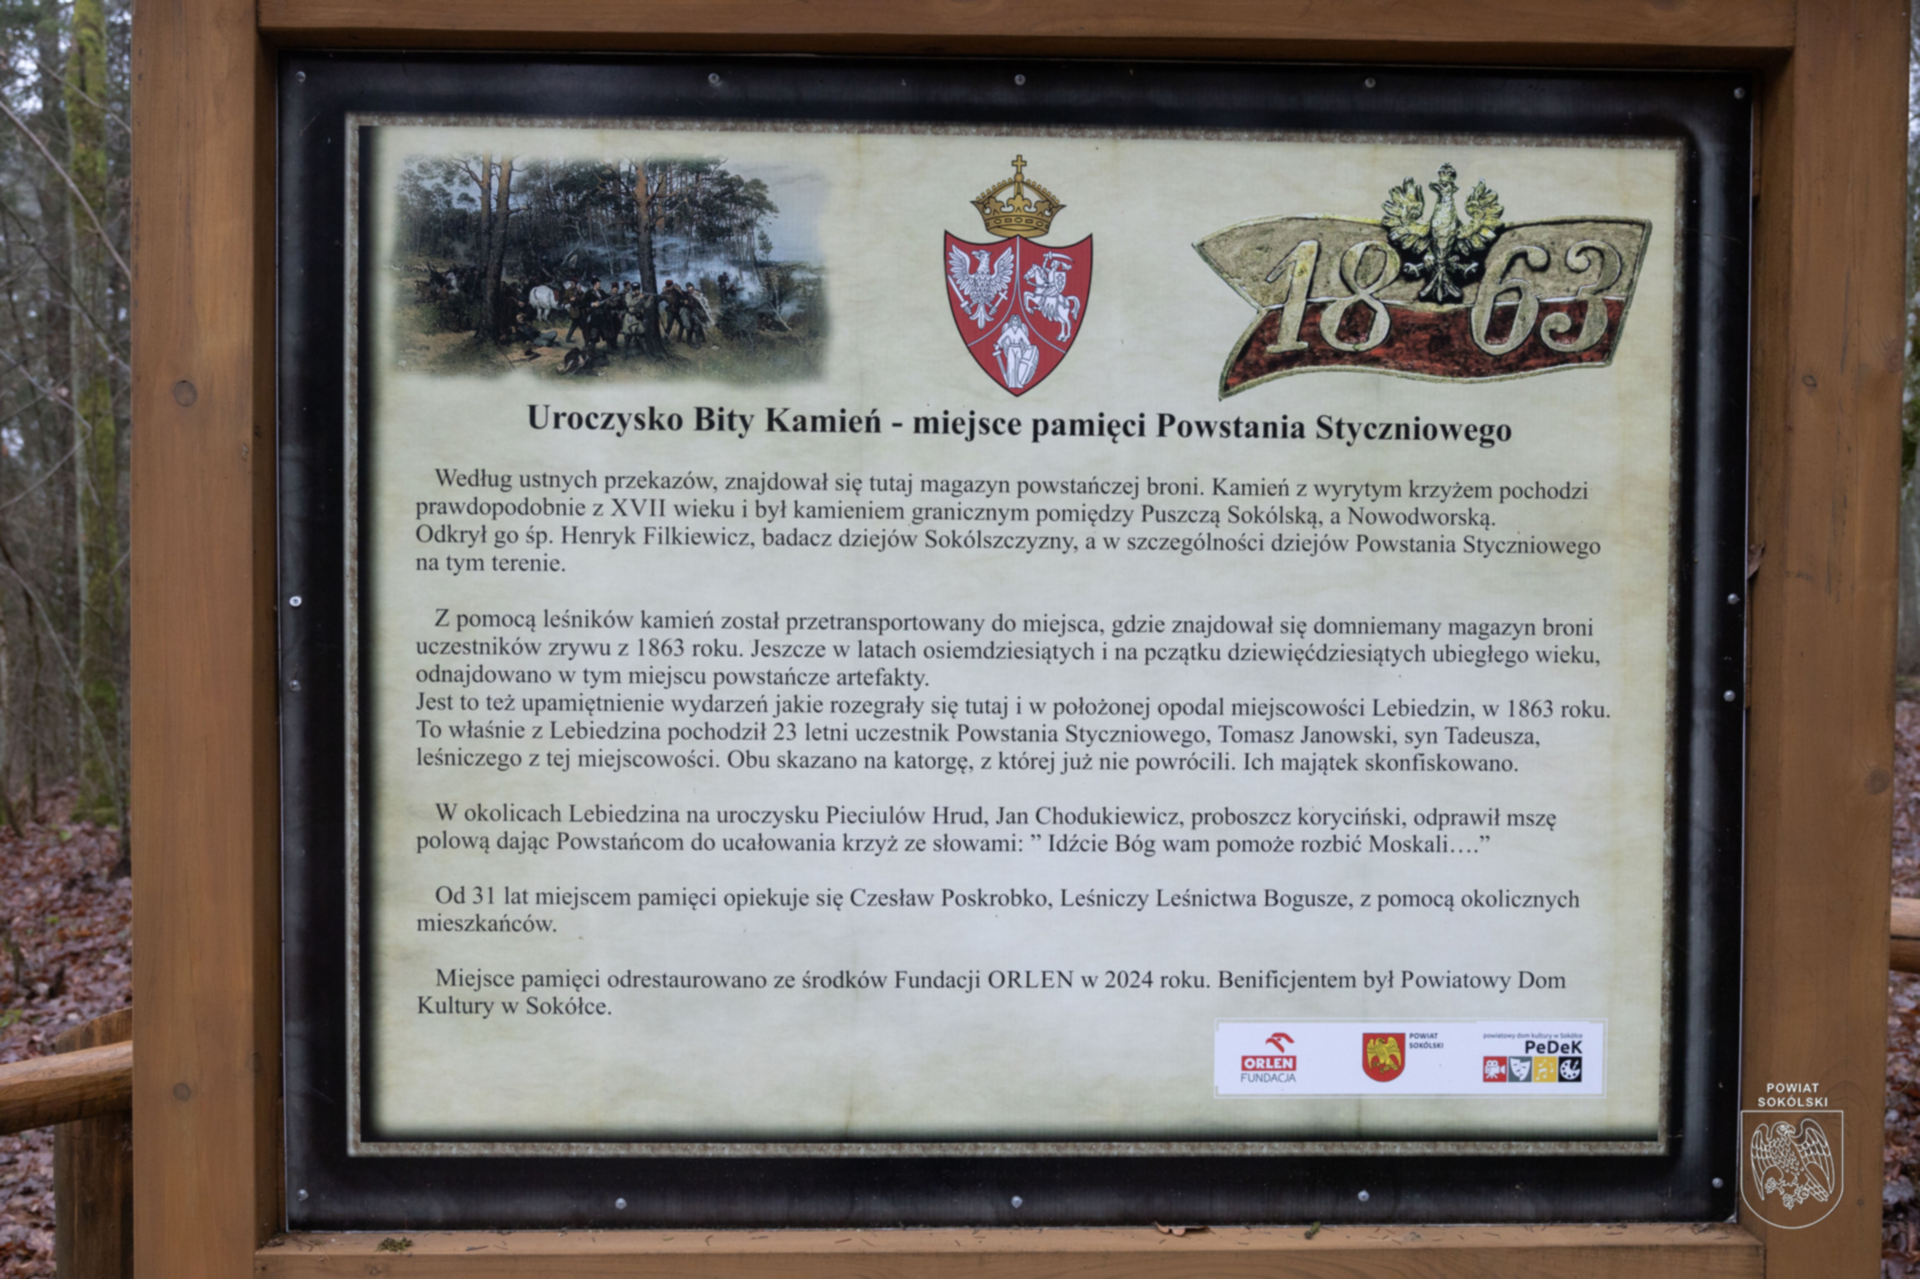 1863
Uroczysko Bity Kamień - miejsce pamięci Powstania Styczniowego
Według ustnych przekazów, znajdował się tutaj magazyn powstańczej broni. Kamień z wyrytym krzyżem pochodzi
prawdopodobnie z XVII wieku i był kamieniem granicznym pomiędzy Puszczą Sokólską, a Nowodworską.
Odkrył go śp. Henryk Filkiewicz, badacz dziejów Sokólszczyzny, a w szczególności dziejów Powstania Styczniowego
na tym terenie.
Z pomocą leśników kamień został przetransportowany do miejsca, gdzie znajdował się domniemany magazyn broni
uczestników zrywu z 1863 roku. Jeszcze w latach osiemdziesiątych i na pczątku dziewięćdziesiątych ubiegłego wieku,
odnajdowano w tym miejscu powstańcze artefakty.
Jest to też upamiętnienie wydarzeń jakie rozegrały się tutaj i w położonej opodal miejscowości Lebiedzin, w 1863 roku.
To właśnie z Lebiedzina pochodził 23 letni uczestnik Powstania Styczniowego, Tomasz Janowski, syn Tadeusza,
leśniczego z tej miejscowości. Obu skazano na katorgę, z której już nie powrócili. Ich majątek skonfiskowano.
W okolicach Lebiedzina na uroczysku Pieciulów Hrud, Jan Chodukiewicz, proboszcz koryciński, odprawił mszę
polową dając Powstańcom do ucałowania krzyż ze słowami: ” Idźcie Bóg wam pomoże rozbić Moskali….”
Od 31 lat miejscem pamięci opiekuje się Czesław Poskrobko, Leśniczy Leśnictwa Bogusze, z pomocą okolicznych
mieszkańców.
Miejsce pamięci odrestaurowano ze środków Fundacji ORLEN w 2024 roku. Benificjentem był Powiatowy Dom
Kultury w Sokółce.
ORLEN
FUNDACJA
POWIAT
SOKÓLSKI
powiatowy dom kultury w Sokółce
PeDeK
POWIAT
SOKÓLSKI